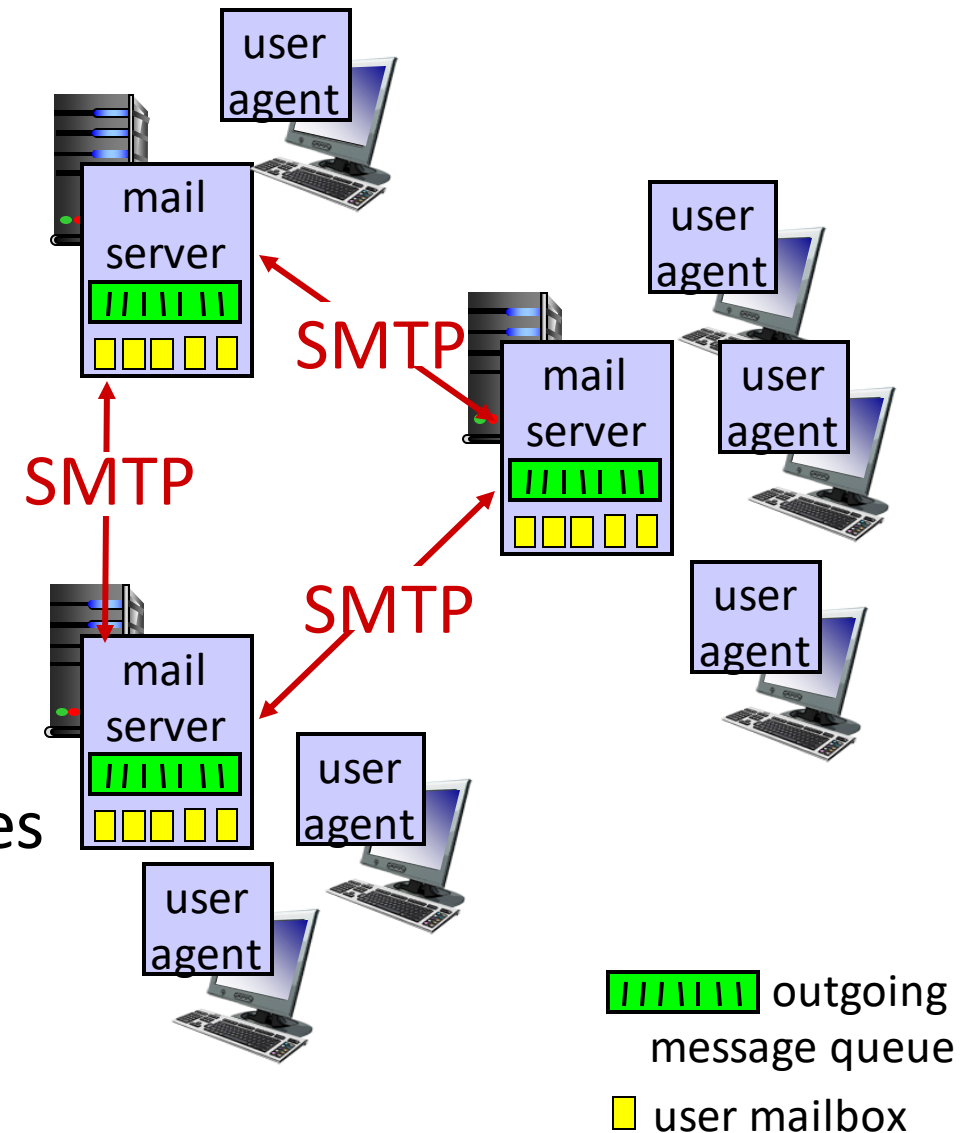 user
agent
mail
server
user
agent
SMTP
mail
server
user
agent
SMTP
user
agent
SMTP
mail
server
user
agent
es
user
agent
outgoing
message queue
user mailbox